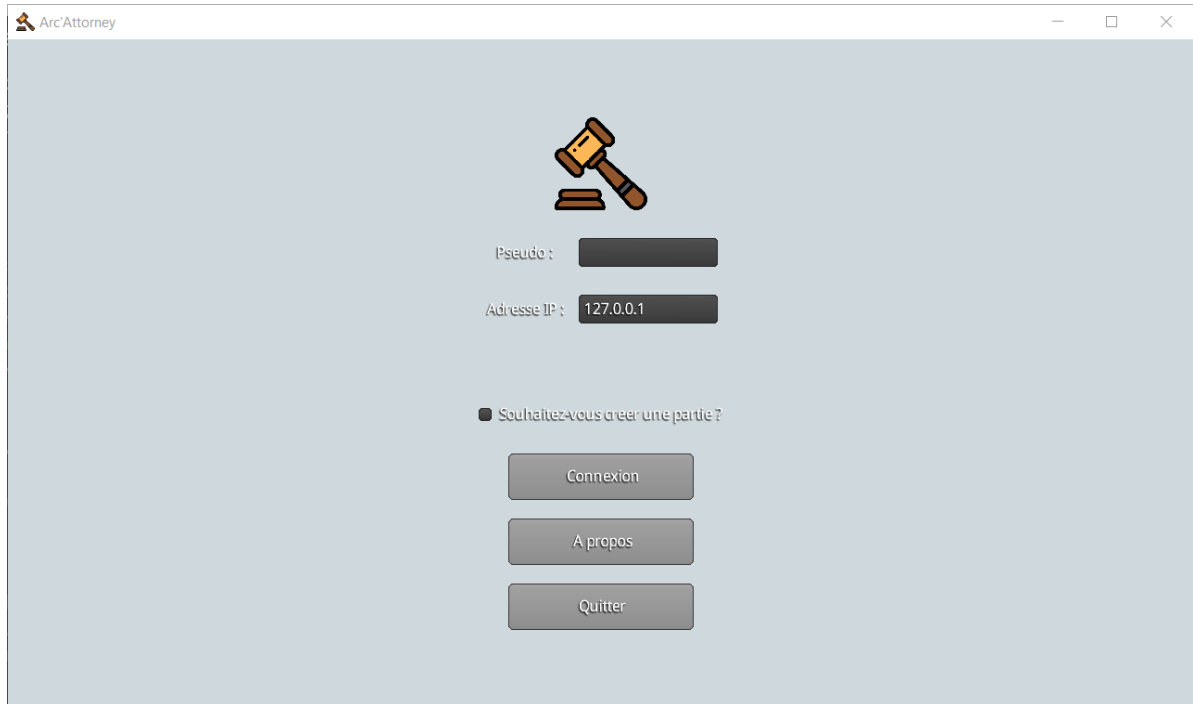 Arc'Attorney
Pseudo :
Adresse IP : 127.0.0.1
Souhaitez-vous creer une partie ?
Connexion
A propos
Quitter